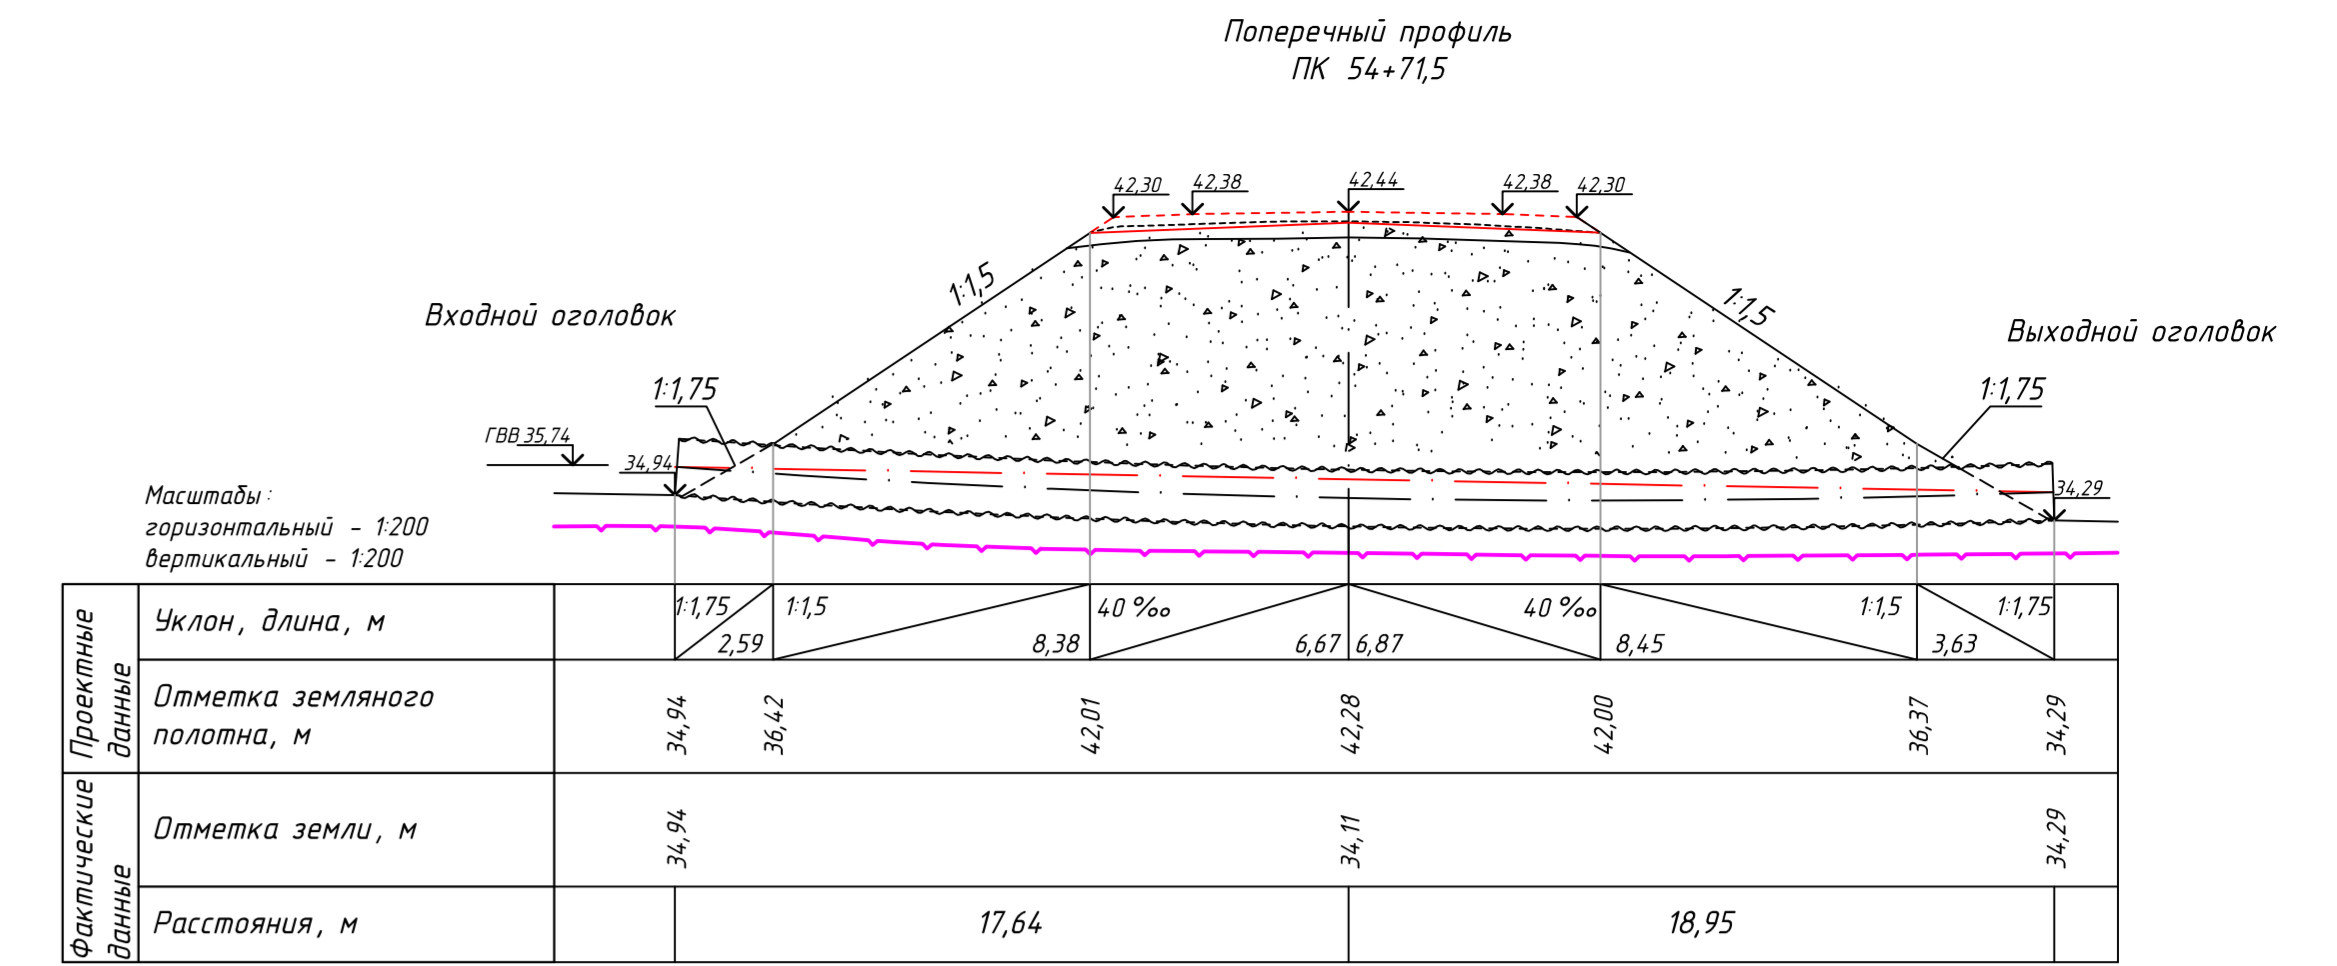 Поперечный профиль
ПК 54+71,5
42,30
42,38
42,44
42,38
42,30
1:1,5
1:1,5
Входной оголовок
Выходной оголовок
1:1,75
1:1,75
ГВВ 35,74
34,94
34,29
Масштабы:
горизонтальный - 1:200
вертикальный - 1:200
Проектные
данные
Уклон, длина, м
1:1,75
2,59
1:1,5
8,38
40 ‰
6,67
6,87
40 ‰
8,45
1:1,5
3,63
1:1,75
Отметка земляного
полотна, м
34,94
36,42
42,01
42,28
42,00
36,37
34,29
Фактические
данные
Отметка земли, м
34,94
34,11
34,29
Расстояния, м
17,64
18,95